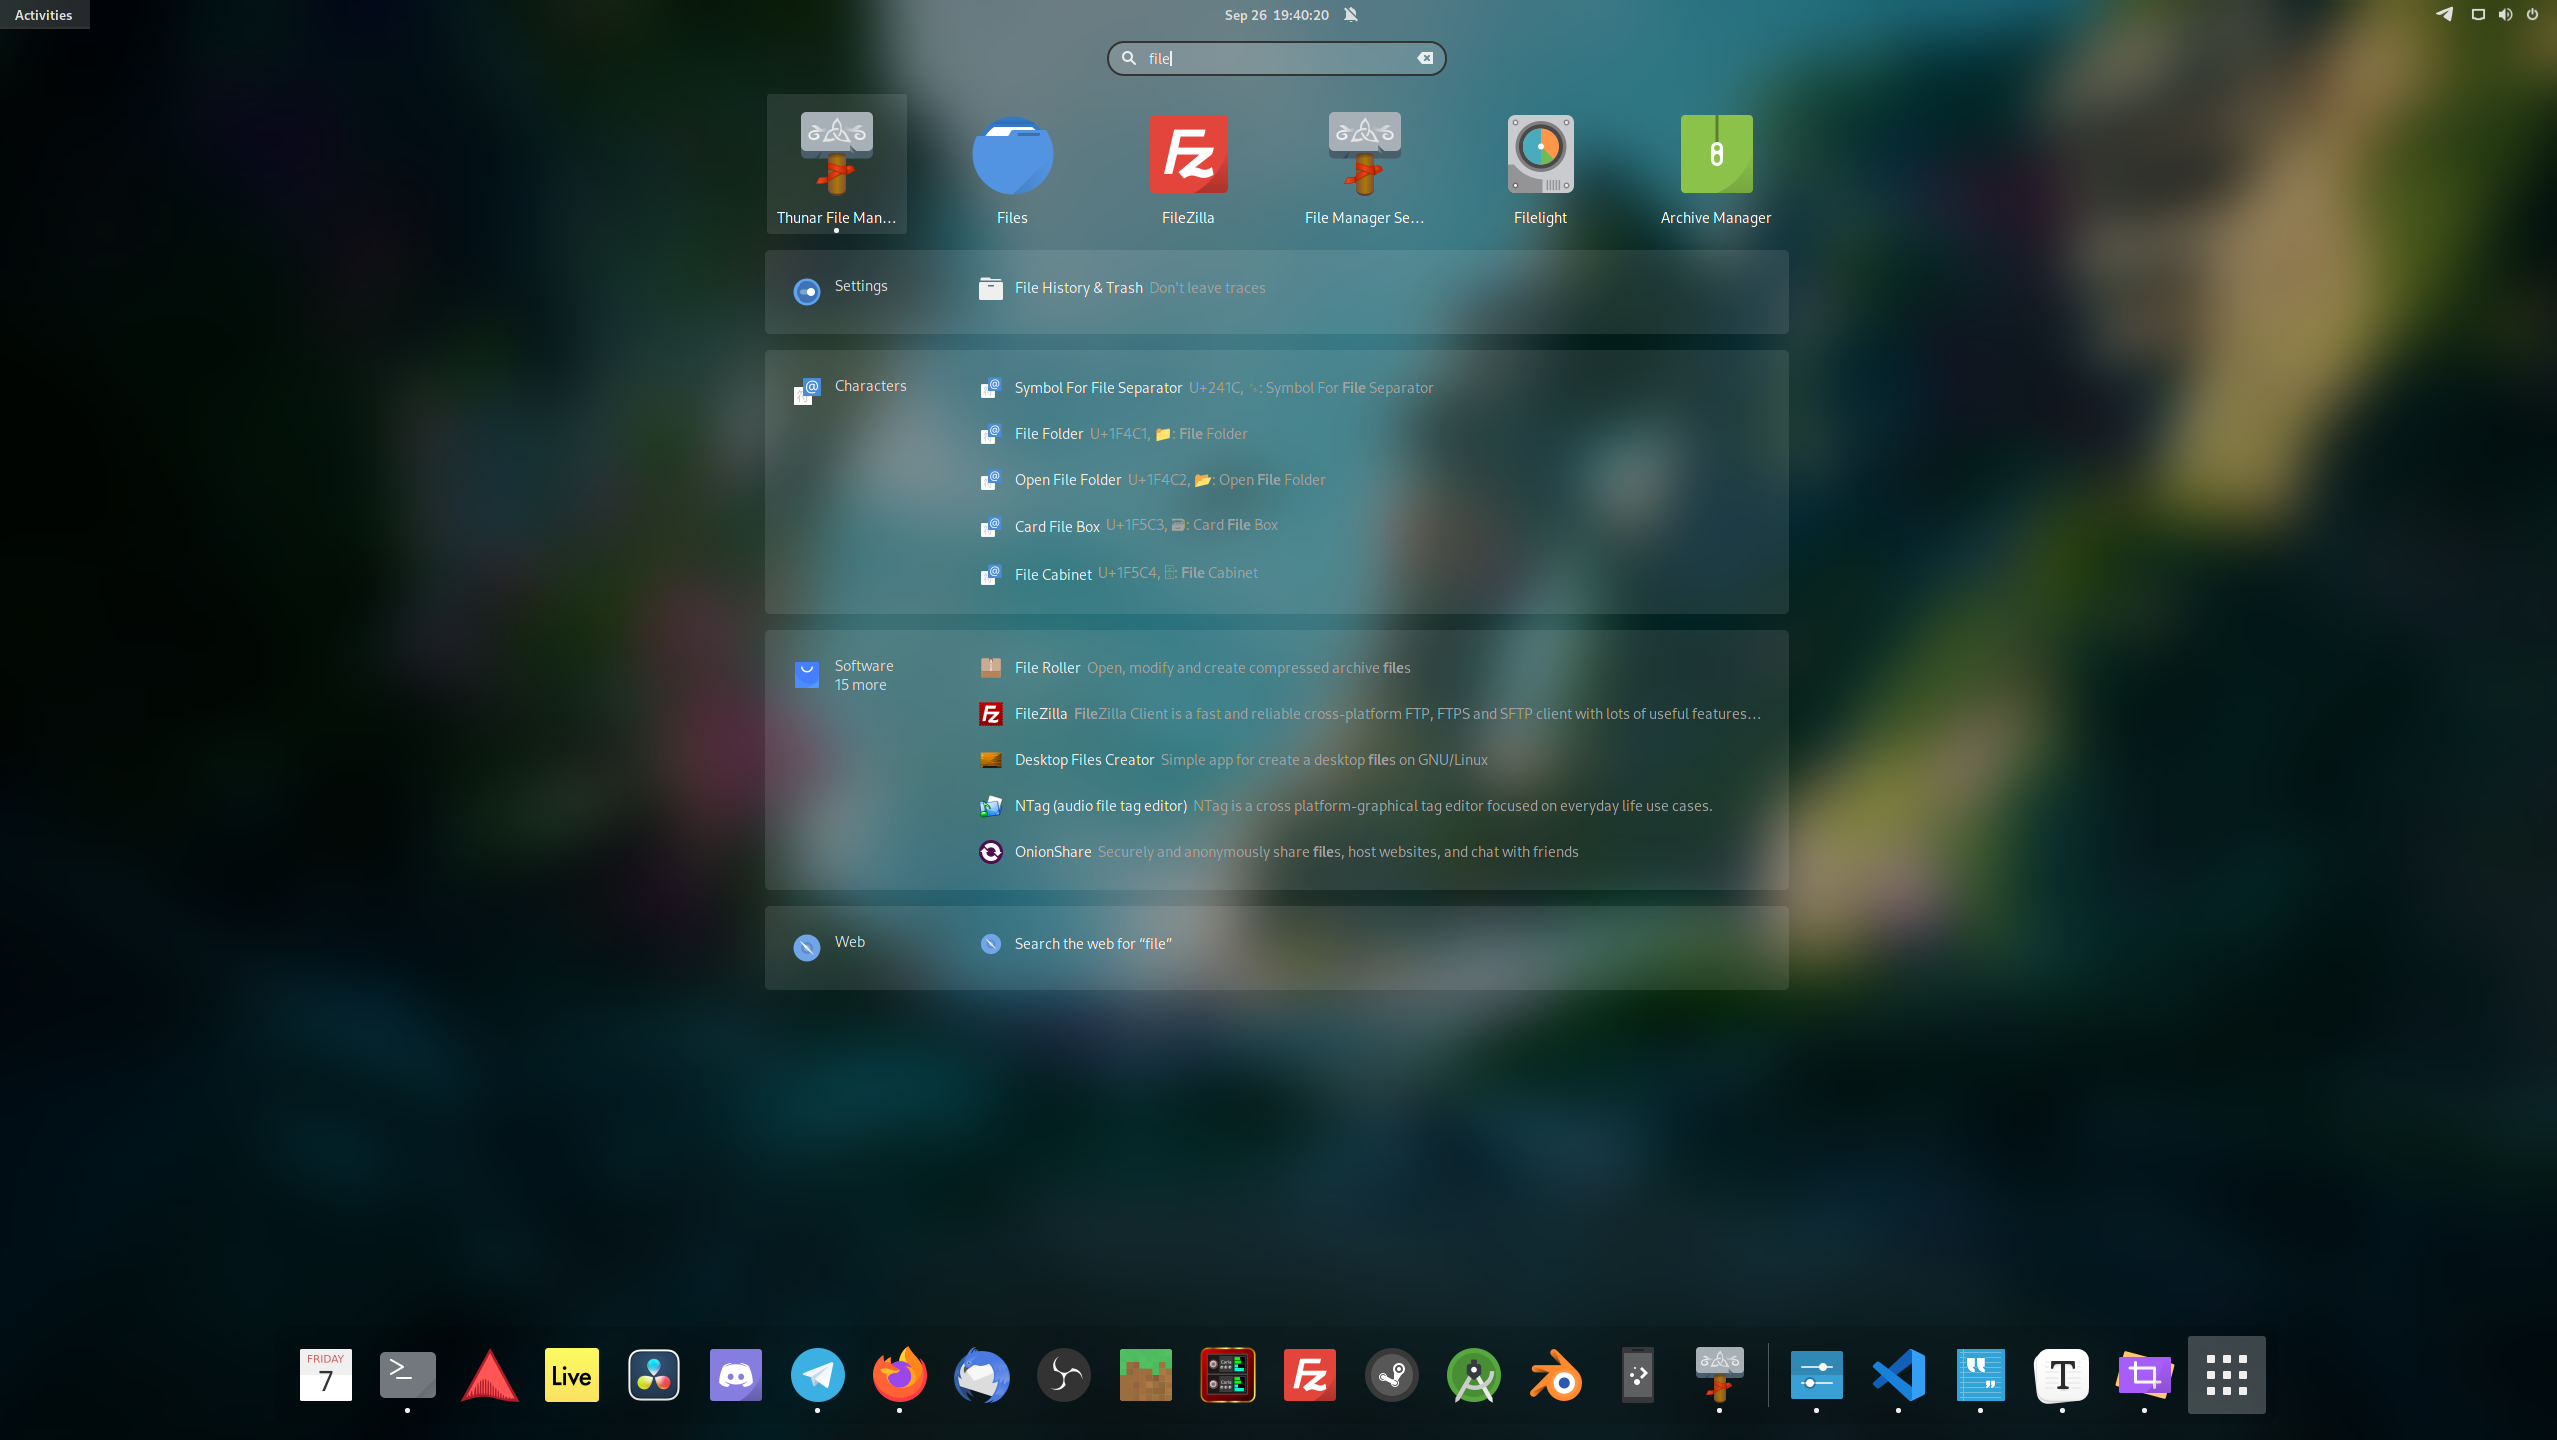 Activities
Sep 26 19:40:20
file
Thunar File Man…
Files
FileZilla
File Manager Se…
Filelight
Archive Manager
Settings
File History & Trash Don't leave traces
Characters
Symbol For File Separator U+241C, ␜: Symbol For File Separator
File Folder U+1F4C1, 📁: File Folder
Open File Folder U+1F4C2, 📂: Open File Folder
Card File Box U+1F5C3, 🗃: Card File Box
File Cabinet U+1F5C4, 🗄: File Cabinet
Software
15 more
File Roller Open, modify and create compressed archive files
FileZilla FileZilla Client is a fast and reliable cross-platform FTP, FTPS and SFTP client with lots of useful features…
Desktop Files Creator Simple app for create a desktop files on GNU/Linux
NTag (audio file tag editor) NTag is a cross platform-graphical tag editor focused on everyday life use cases.
OnionShare Securely and anonymously share files, host websites, and chat with friends
Web
Search the web for “file”
FRIDAY
7
Live
Fz
T